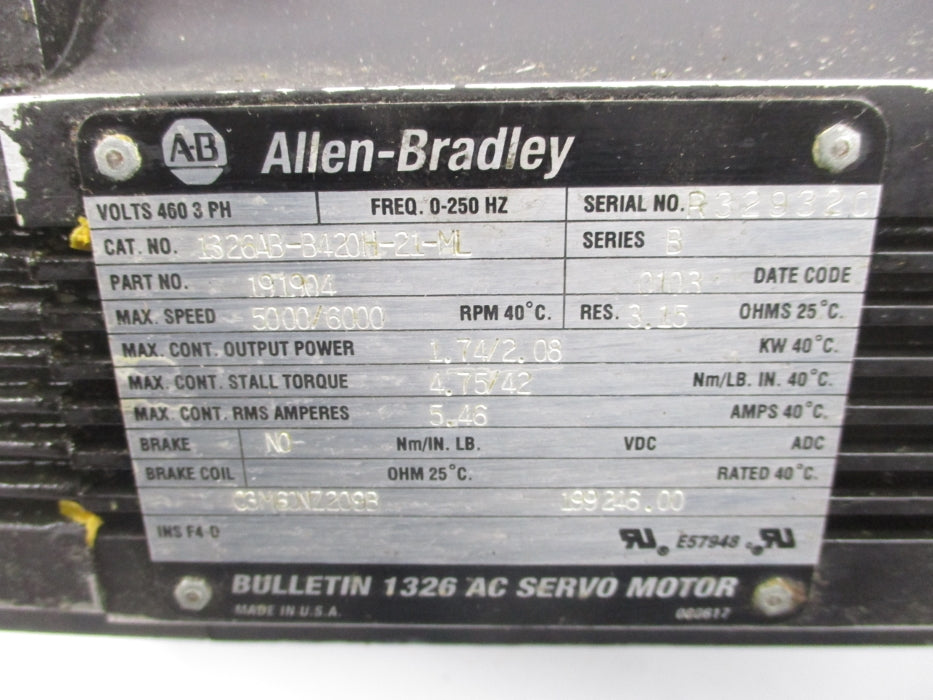 A-B Allen-Bradley
VOLTS 460 3 PH FREQ. 0-250 HZ SERIAL NO. R329320
CAT. NO. 1326AB-B420H-21-ML SERIES B
PART NO. 191904 0103 DATE CODE
MAX. SPEED 5000/6000 RPM 40°C. RES. 3.15 OHMS 25°C.
MAX. CONT. OUTPUT POWER 1.74/2.08 KW 40°C.
MAX. CONT. STALL TORQUE 4.75/42 Nm/LB. IN. 40°C.
MAX. CONT. RMS AMPERES 5.46 AMPS 40°C.
BRAKE NO- Nm/IN. LB. VDC ADC
BRAKE COIL OHM 25°C. RATED 40°C.
199246.00
INS F4-0 E57948
BULLETIN 1326 AC SERVO MOTOR
MADE IN U.S.A.